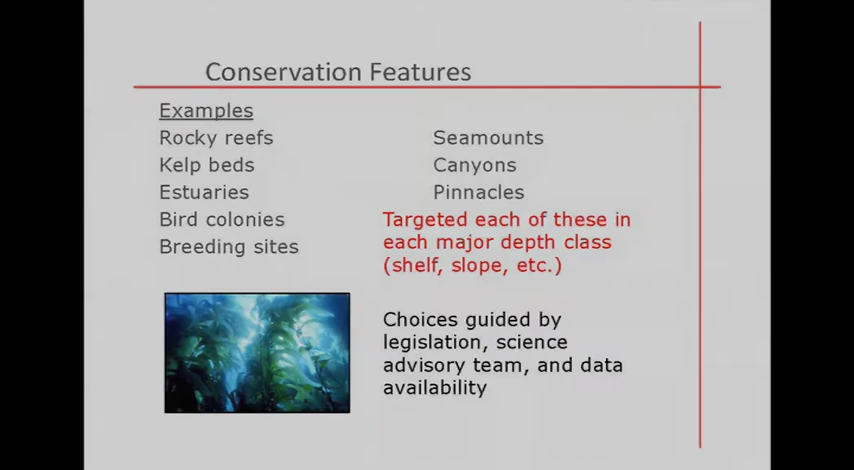 Conservation Features
Examples
Rocky reefs
Kelp beds
Estuaries
Bird colonies
Breeding sites
Seamounts
Canyons
Pinnacles
Targeted each of these in
each major depth class
(shelf, slope, etc.)
Choices guided by
legislation, science
advisory team, and data
availability